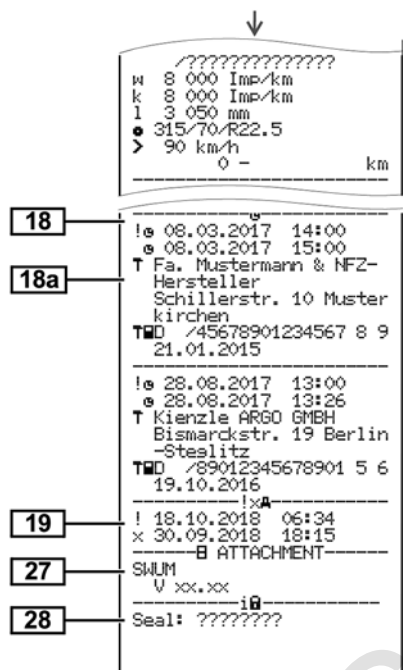 /??????????????
w 8 000 Imp/km
k 8 000 Imp/km
l 3 050 mm
● 315/70/R22.5
> 90 km/h
0 - km
18
!◷ 08.03.2017 14:00
◷ 08.03.2017 15:00
18a
T Fa. Mustermann & NFZ-
Hersteller
Schillerstr. 10 Muster
kirchen
T D /45678901234567 8 9
21.01.2015
!◷ 28.08.2017 13:00
◷ 28.08.2017 13:26
T Kienzle ARGO GMBH
Bismarckstr. 19 Berlin
-Steslitz
T D /89012345678901 5 6
19.10.2016
!x
19
! 18.10.2018 06:34
x 30.09.2018 18:15
ATTACHMENT
27
SWUM
V xx.xx
i
28
Seal: ????????